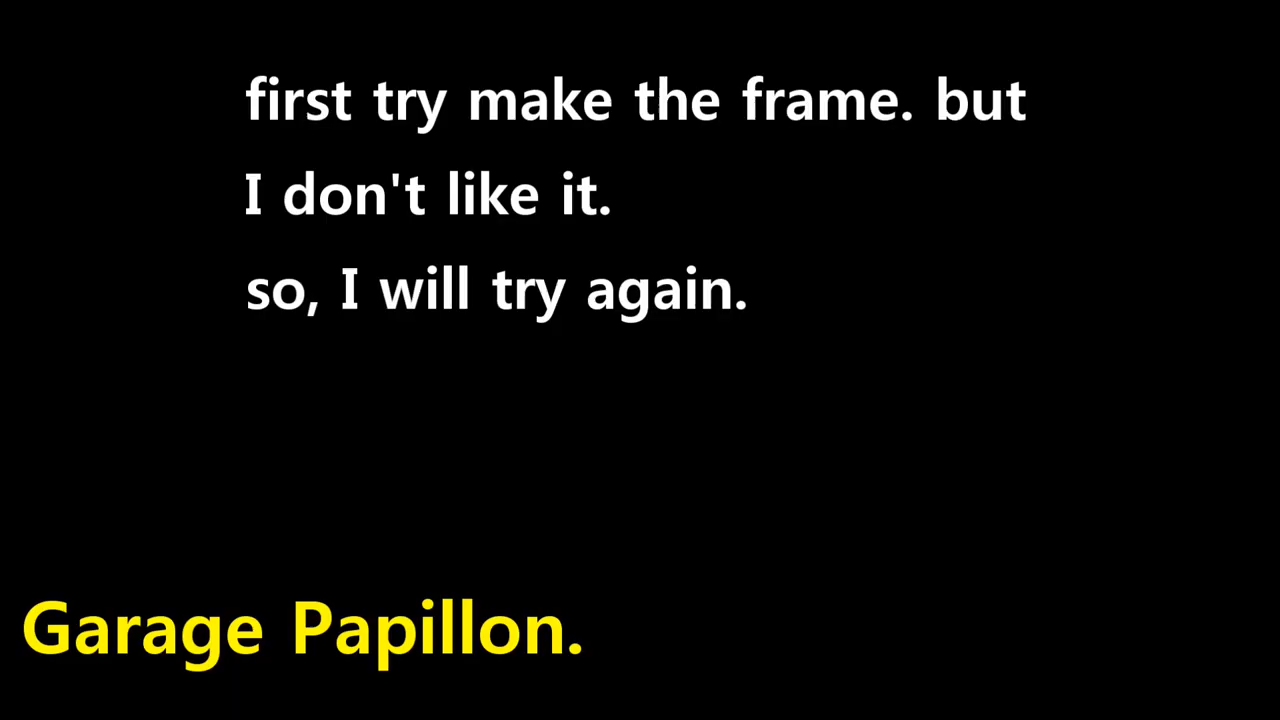 first try make the frame. but
I don't like it.
so, I will try again.
Garage Papillon.